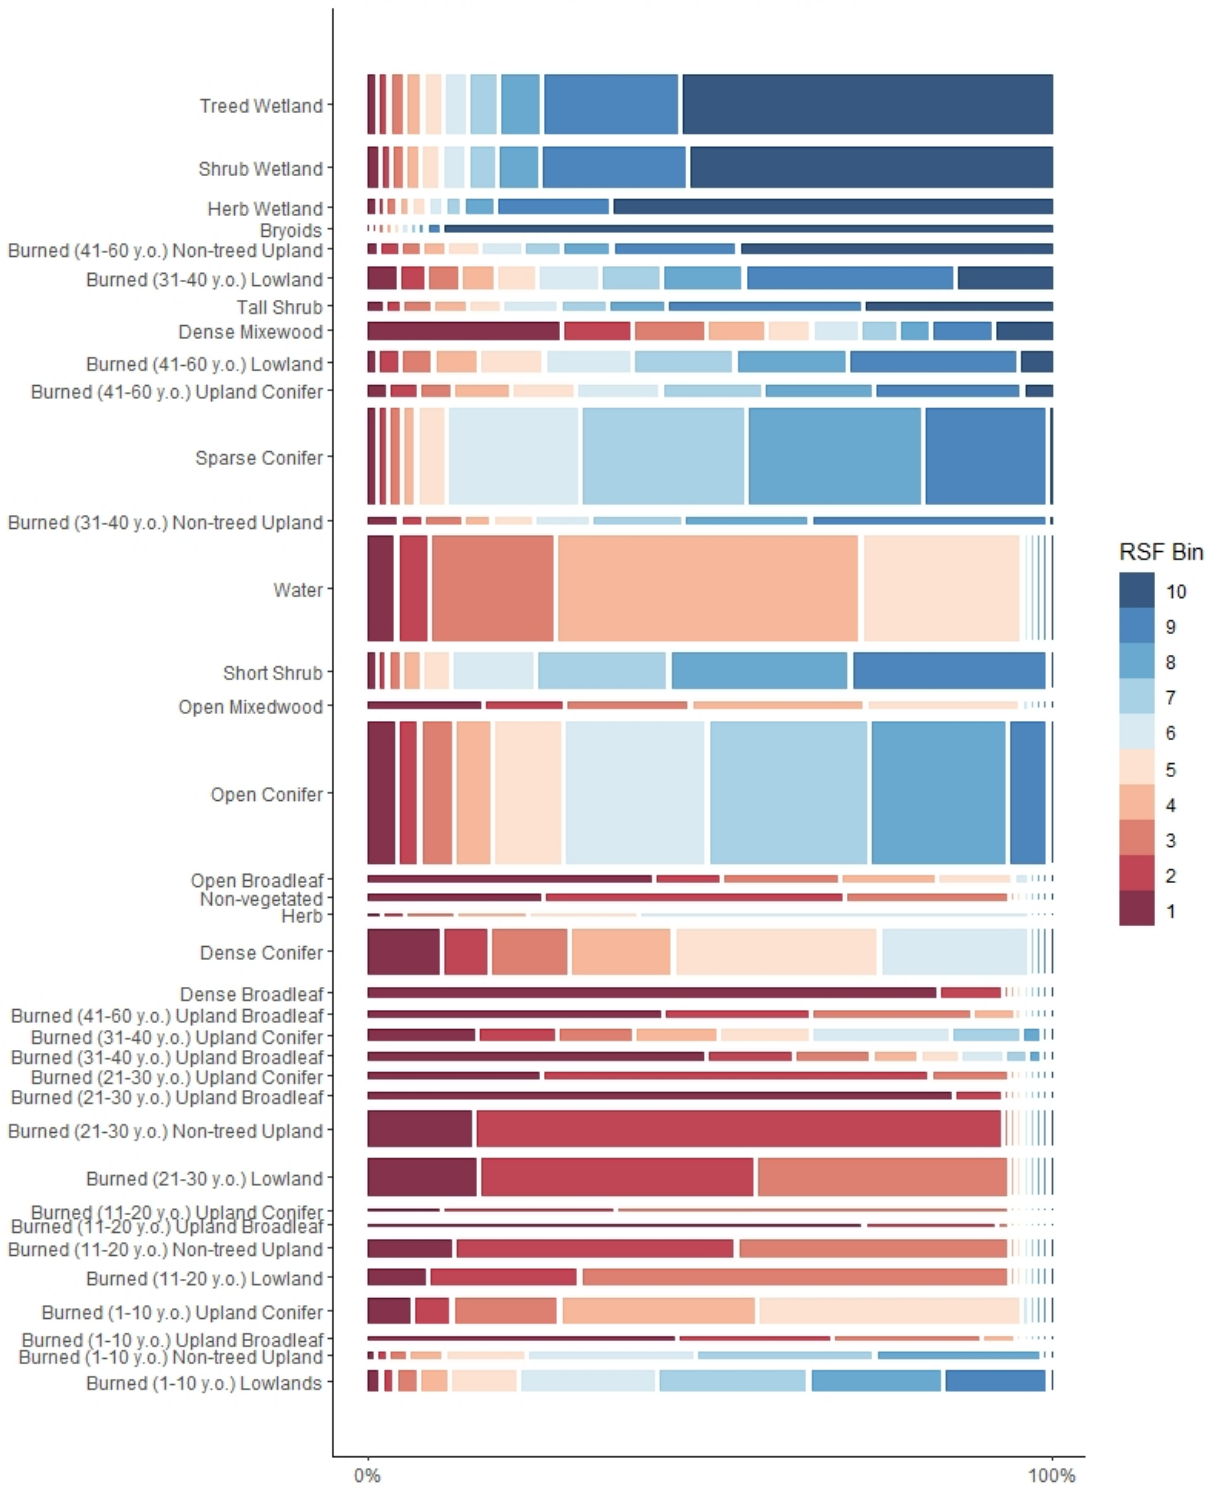 Treed Wetland
Shrub Wetland
Herb Wetland
Bryoids
Burned (41-60 y.o.) Non-treed Upland
Burned (31-40 y.o.) Lowland
Tall Shrub
Dense Mixewood
Burned (41-60 y.o.) Lowland
Burned (41-60 y.o.) Upland Conifer
Sparse Conifer
Burned (31-40 y.o.) Non-treed Upland
Water
Short Shrub
Open Mixedwood
Open Conifer
Open Broadleaf
Non-vegetated
Herb
Dense Conifer
Dense Broadleaf
Burned (41-60 y.o.) Upland Broadleaf
Burned (31-40 y.o.) Upland Conifer
Burned (31-40 y.o.) Upland Broadleaf
Burned (21-30 y.o.) Upland Conifer
Burned (21-30 y.o.) Upland Broadleaf
Burned (21-30 y.o.) Non-treed Upland
Burned (21-30 y.o.) Lowland
Burned (11-20 y.o.) Upland Conifer
Burned (11-20 y.o.) Upland Broadleaf
Burned (11-20 y.o.) Non-treed Upland
Burned (11-20 y.o.) Lowland
Burned (1-10 y.o.) Upland Conifer
Burned (1-10 y.o.) Upland Broadleaf
Burned (1-10 y.o.) Non-treed Upland
Burned (1-10 y.o.) Lowlands
0%
100%
RSF Bin
10
9
8
7
6
5
4
3
2
1